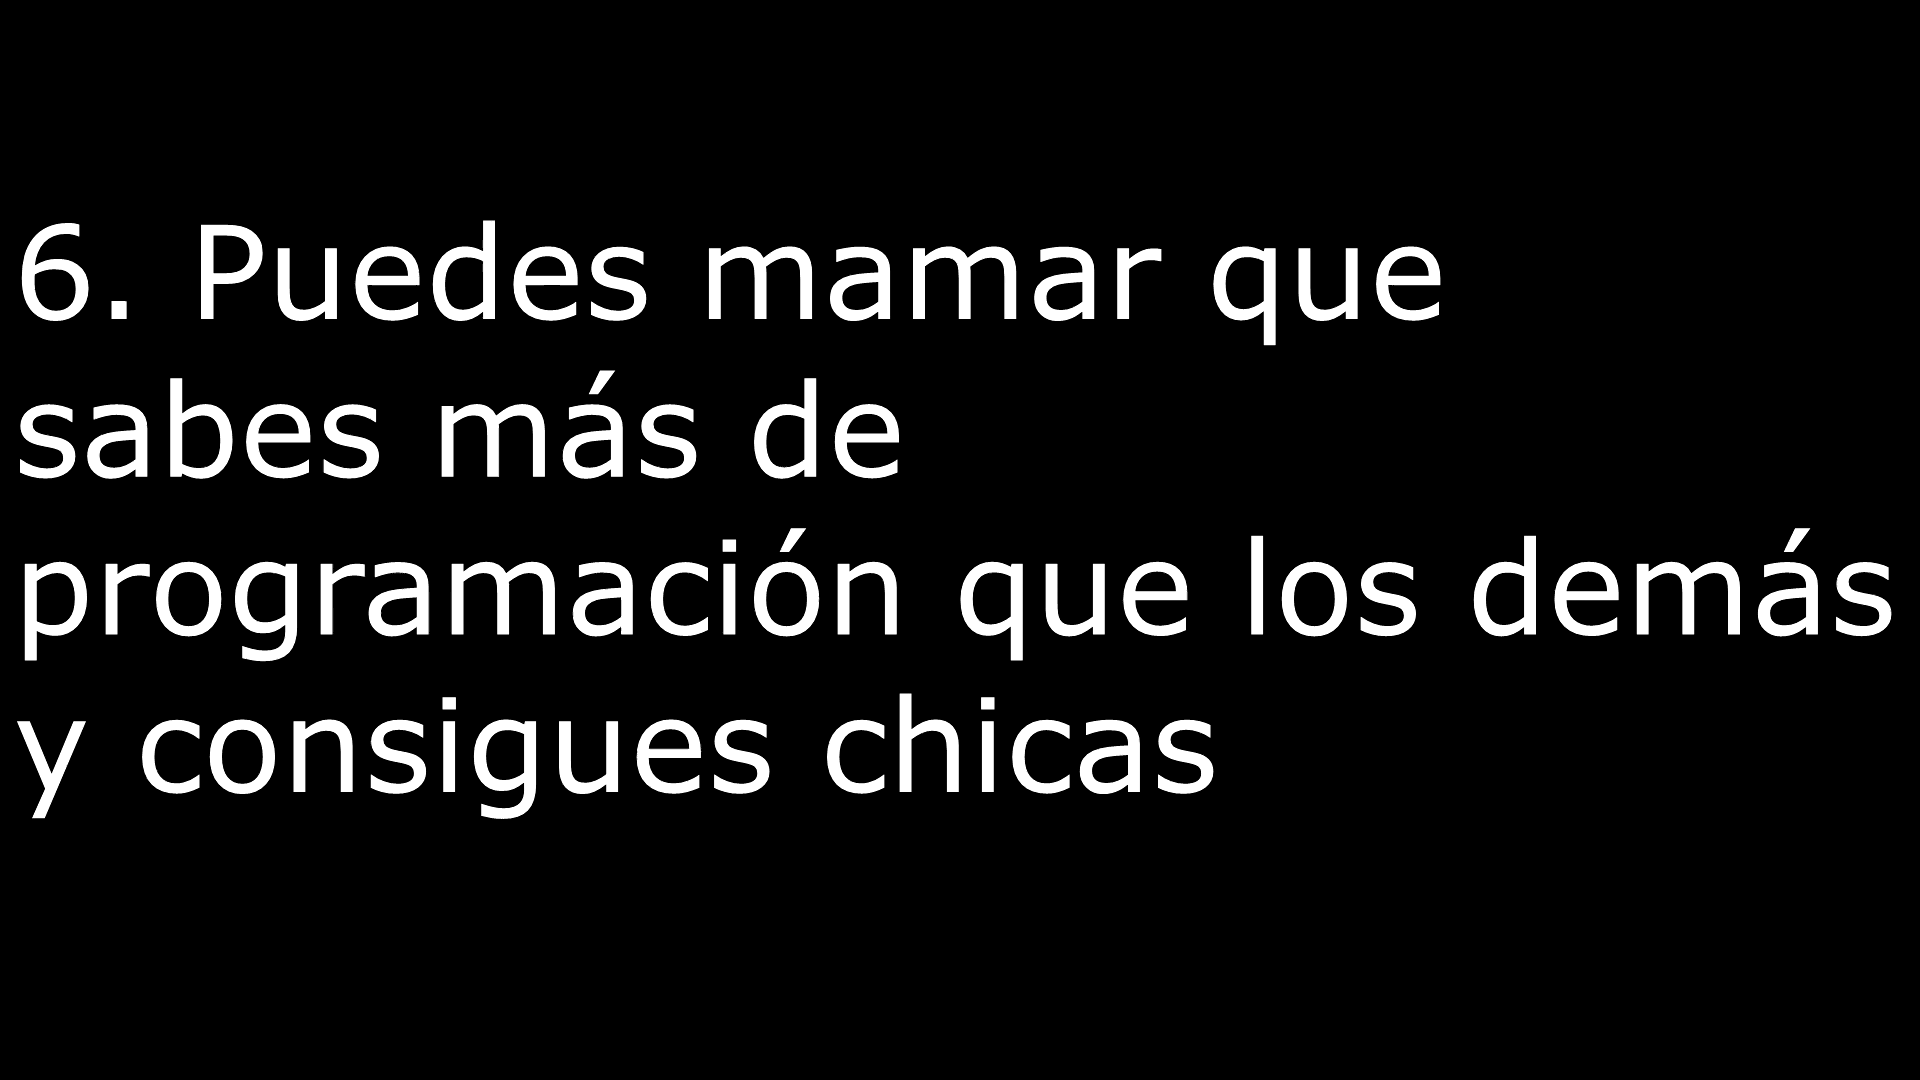 6. Puedes mamar que
sabes más de
programación que los demás
y consigues chicas